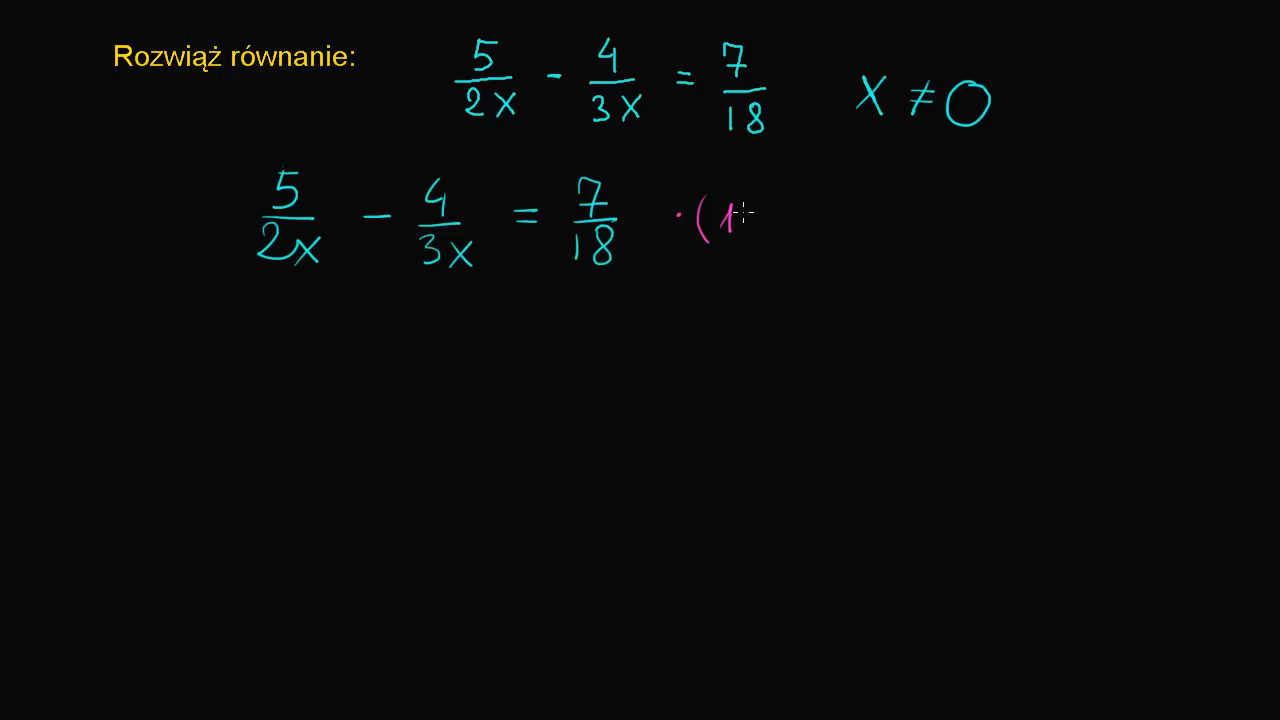 Rozwiąż równanie: 5/2x - 4/3x = 7/18 x ≠ 0
5/2x - 4/3x = 7/18 · (1